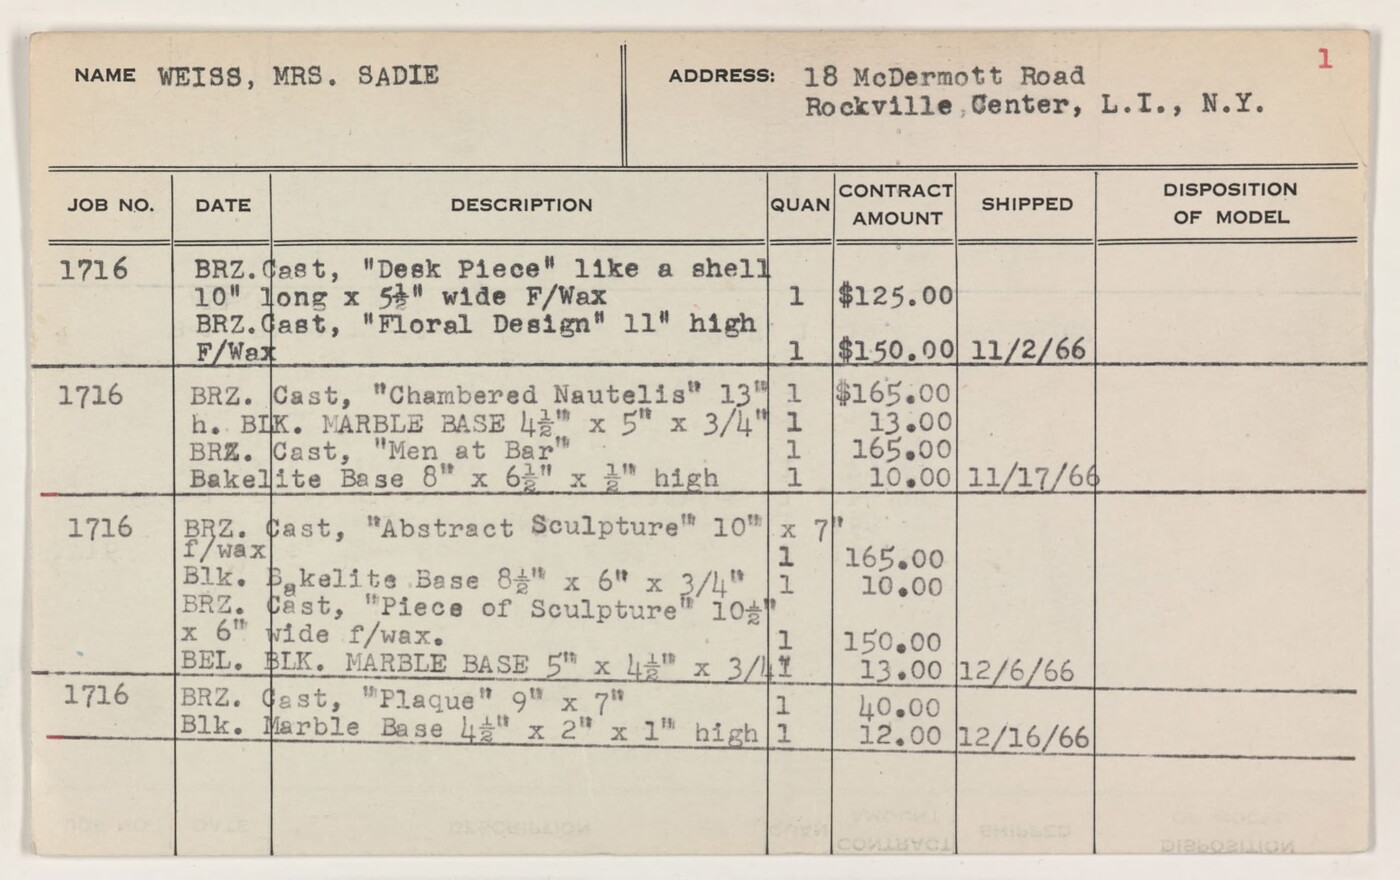 1
NAME WEISS, MRS. SADIE
ADDRESS: 18 McDermott Road
Rockville Center, L.I., N.Y.
JOB NO. DATE DESCRIPTION QUAN CONTRACT AMOUNT SHIPPED DISPOSITION OF MODEL
1716 BRZ.Cast, "Desk Piece" like a shell
10" long x 5½" wide F/Wax 1 $125.00
BRZ.Cast, "Floral Design" 11" high
F/Wax 1 $150.00 11/2/66
1716 BRZ. Cast, "Chambered Nautelis" 13" 1 $165.00
h. BLK. MARBLE BASE 4½" x 5" x 3/4" 1 13.00
BRZ. Cast, "Men at Bar" 1 165.00
Bakelite Base 8" x 6½" x ½" high 1 10.00 11/17/66
1716 BRZ. Cast, "Abstract Sculpture" 10" x 7"
f/wax 1 165.00
Blk. Bakelite Base 8½" x 6" x 3/4" 1 10.00
BRZ. Cast, "Piece of Sculpture" 10½"
x 6" wide f/wax. 1 150.00
BEL. BLK. MARBLE BASE 5" x 4½" x 3/4" 1 13.00 12/6/66
1716 BRZ. Cast, "Plaque" 9" x 7" 1 40.00
Blk. Marble Base 4½" x 2" x 1" high 1 12.00 12/16/66